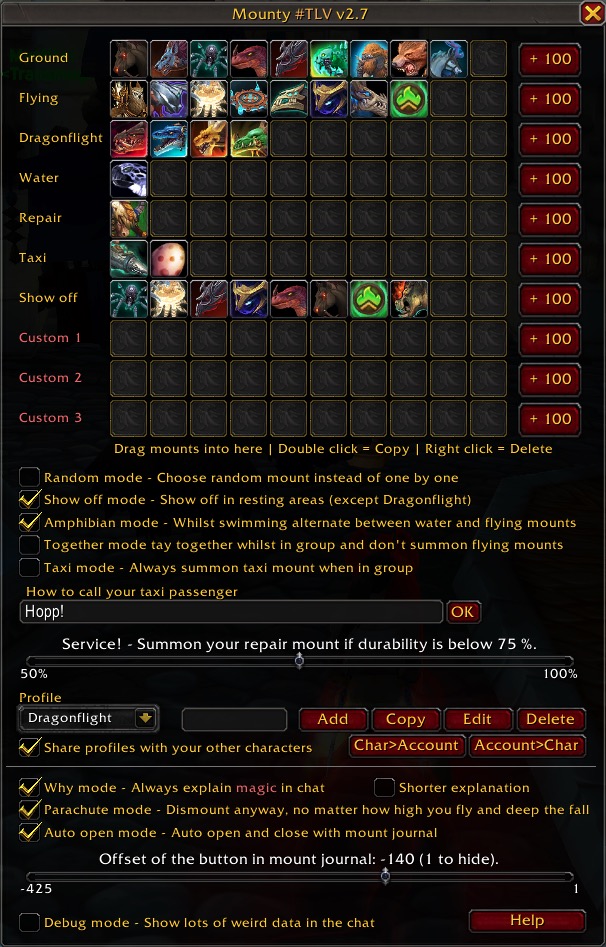 Mounty #TLV v2.7
Ground + 100
Flying + 100
Dragonflight + 100
Water + 100
Repair + 100
Taxi + 100
Show off + 100
Custom 1 + 100
Custom 2 + 100
Custom 3 + 100
Drag mounts into here | Double click = Copy | Right click = Delete
Random mode - Choose random mount instead of one by one
Show off mode - Show off in resting areas (except Dragonflight)
Amphibian mode - Whilst swimming alternate between water and flying mounts
Together mode tay together whilst in group and don't summon flying mounts
Taxi mode - Always summon taxi mount when in group
How to call your taxi passenger
Hopp! OK
Service! - Summon your repair mount if durability is below 75 %.
50% 100%
Profile
Dragonflight Add Copy Edit Delete
Share profiles with your other characters Char>Account Account>Char
Why mode - Always explain magic in chat Shorter explanation
Parachute mode - Dismount anyway, no matter how high you fly and deep the fall
Auto open mode - Auto open and close with mount journal
Offset of the button in mount journal: -140 (1 to hide).
-425 1
Debug mode - Show lots of weird data in the chat Help